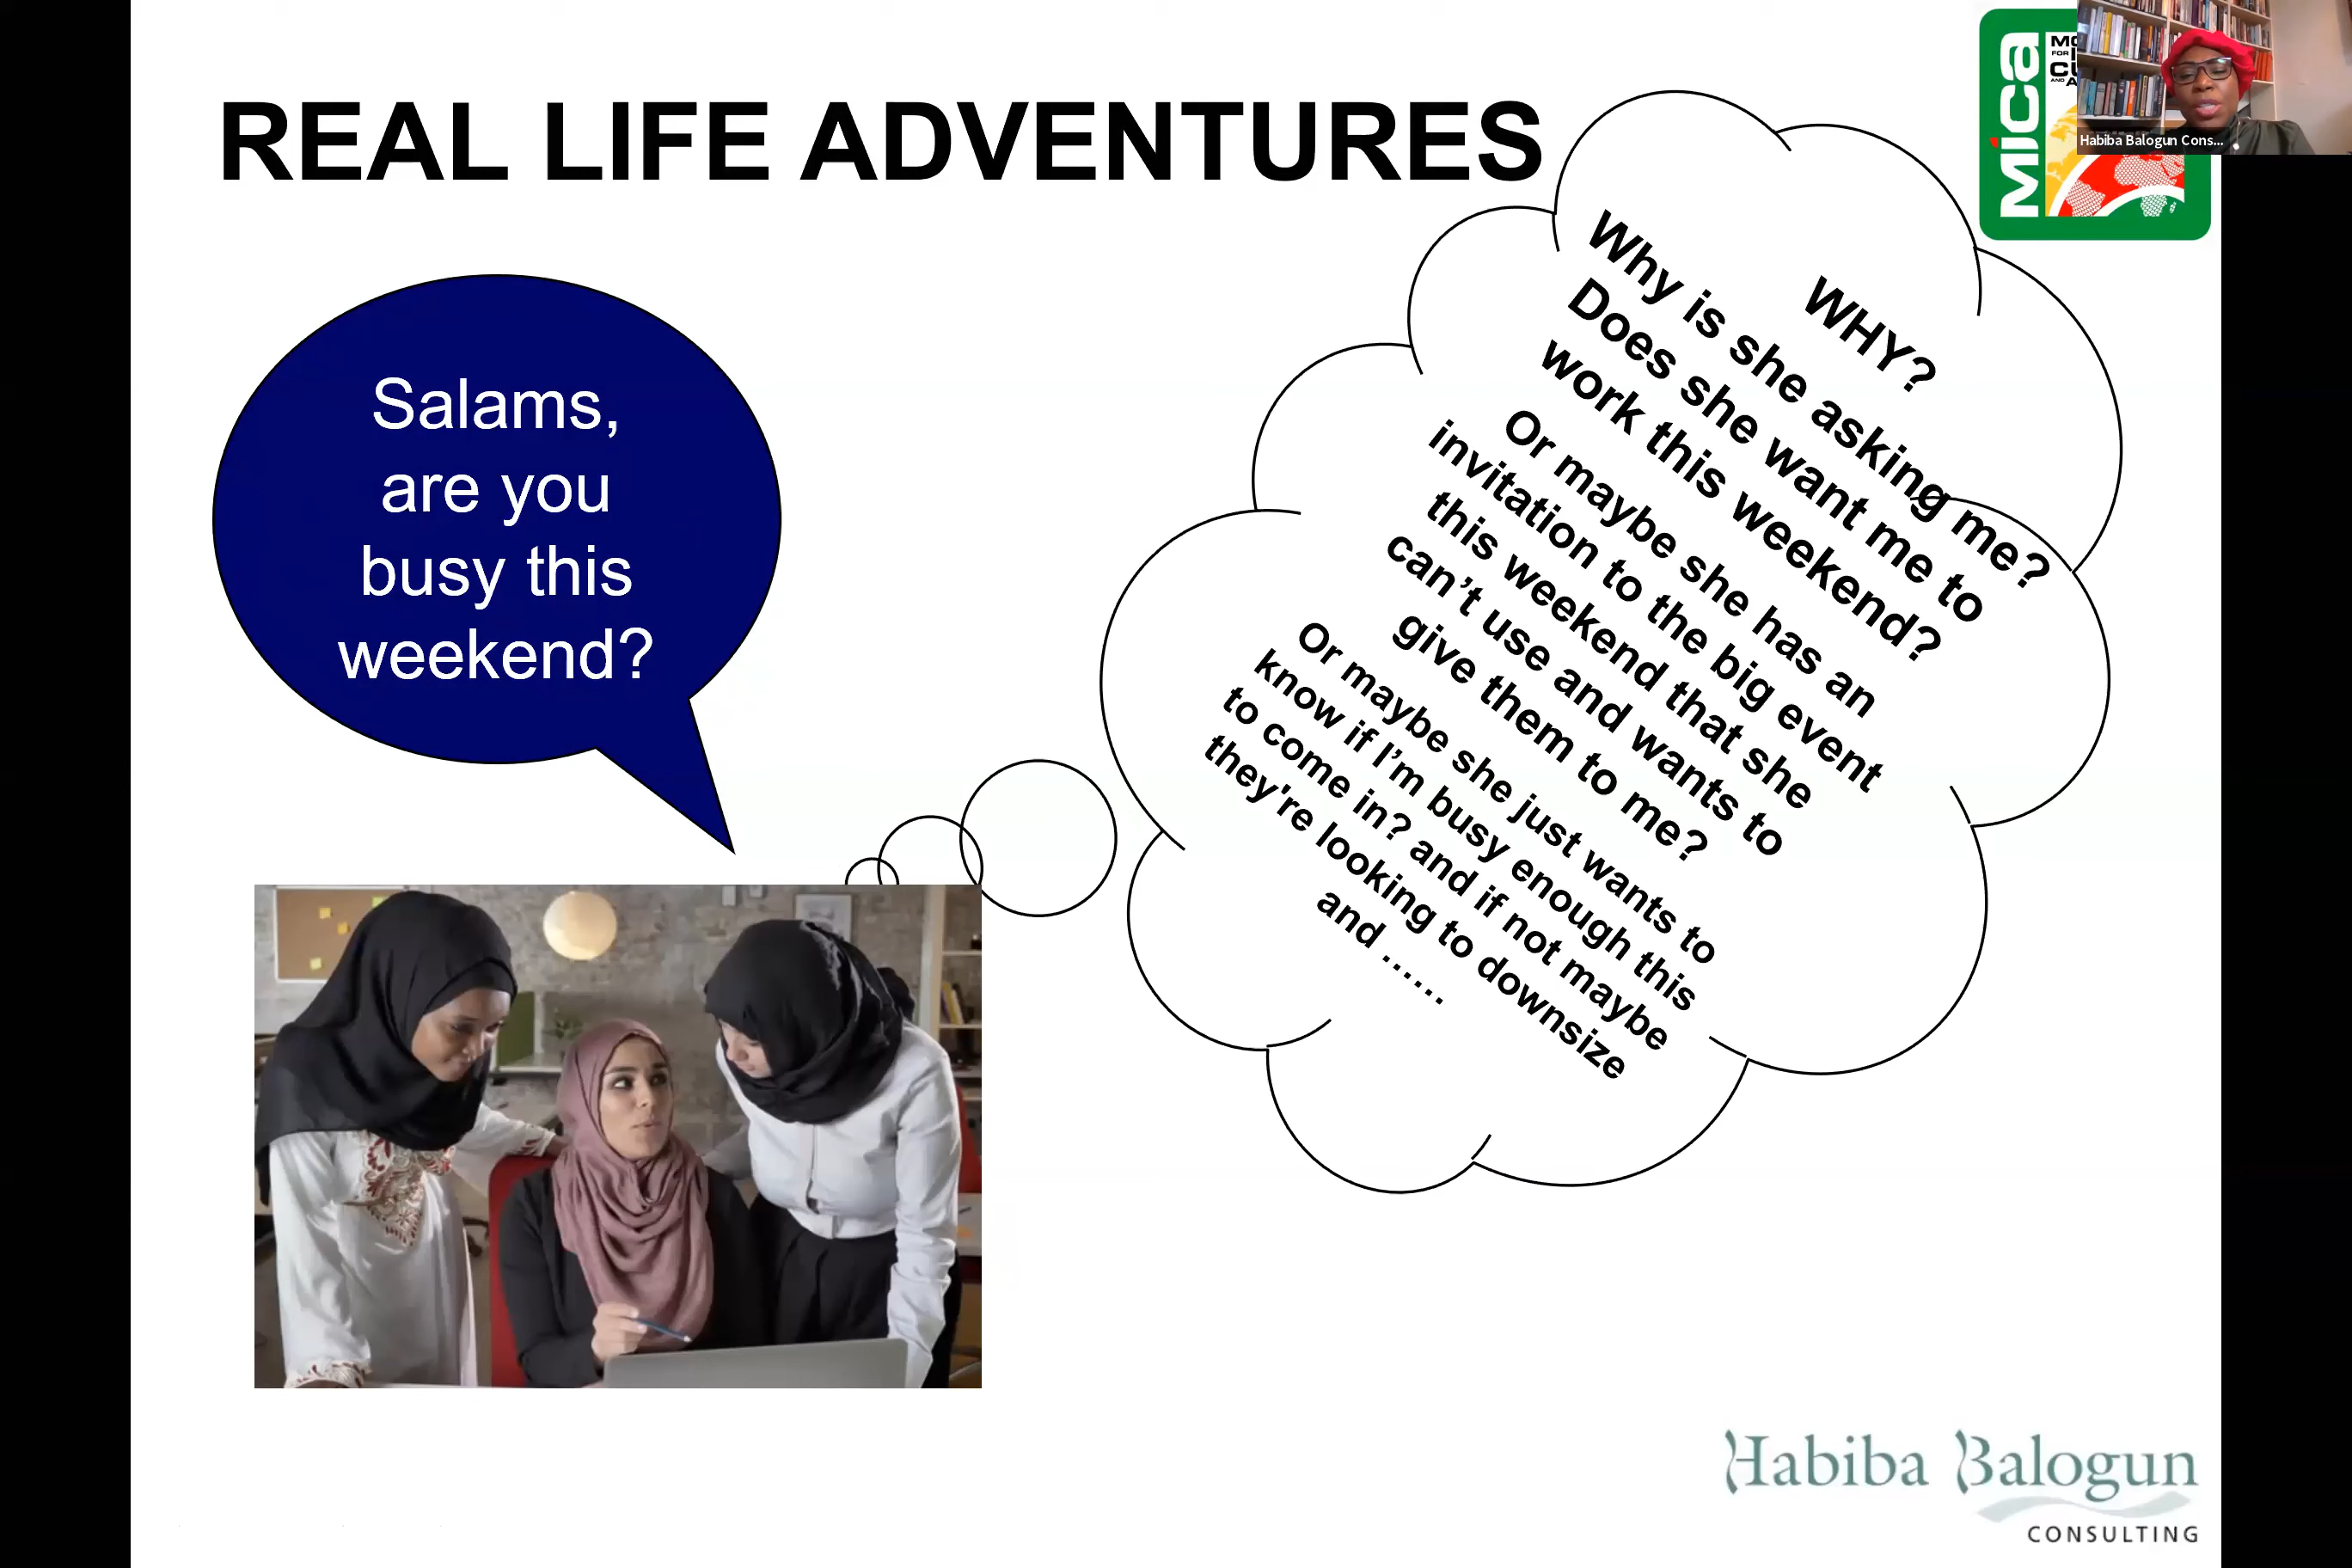 REAL LIFE ADVENTURES
Salams,
are you
busy this
weekend?
WHY?
Why is she asking me?
Does she want me to
work this weekend?
Or maybe she has an
invitation to the big event
this weekend that she
can’t use and wants to
give them to me?
Or maybe she just wants to
know if I’m busy enough this
to come in? and if not maybe
they're looking to downsize
and ......
MICA
FOR
AND
Habiba Balogun Cons...
Habiba Balogun
CONSULTING